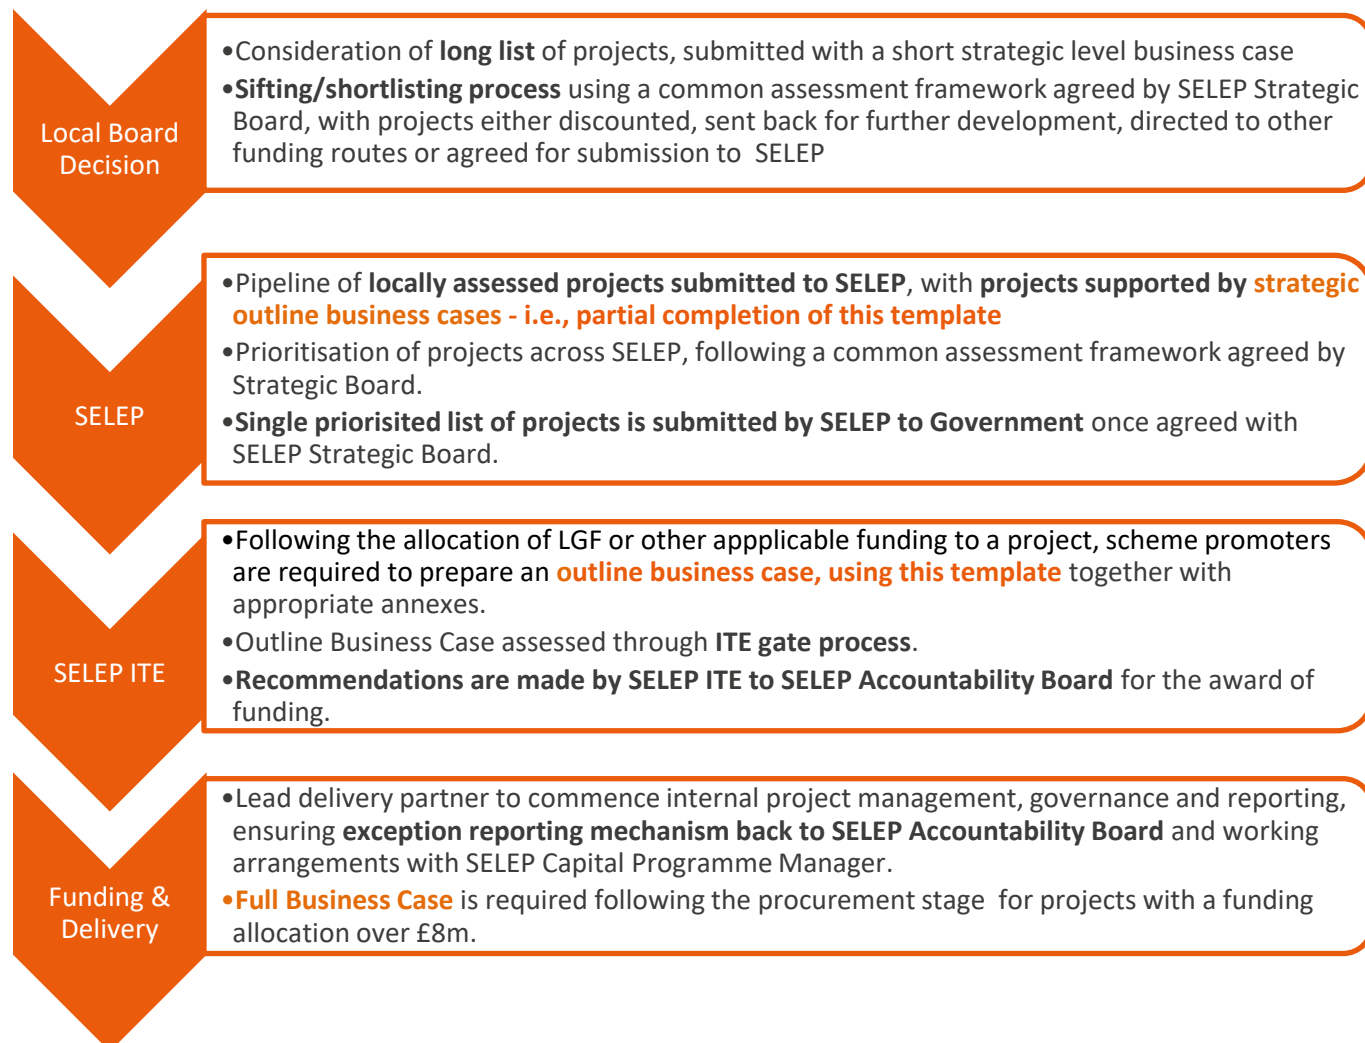 Local Board
Decision
•Consideration of long list of projects, submitted with a short strategic level business case
•Sifting/shortlisting process using a common assessment framework agreed by SELEP Strategic
Board, with projects either discounted, sent back for further development, directed to other
funding routes or agreed for submission to SELEP
SELEP
•Pipeline of locally assessed projects submitted to SELEP, with projects supported by strategic
outline business cases - i.e., partial completion of this template
•Prioritisation of projects across SELEP, following a common assessment framework agreed by
Strategic Board.
•Single priorisited list of projects is submitted by SELEP to Government once agreed with
SELEP Strategic Board.
SELEP ITE
•Following the allocation of LGF or other appplicable funding to a project, scheme promoters
are required to prepare an outline business case, using this template together with
appropriate annexes.
•Outline Business Case assessed through ITE gate process.
•Recommendations are made by SELEP ITE to SELEP Accountability Board for the award of
funding.
Funding &
Delivery
•Lead delivery partner to commence internal project management, governance and reporting,
ensuring exception reporting mechanism back to SELEP Accountability Board and working
arrangements with SELEP Capital Programme Manager.
•Full Business Case is required following the procurement stage for projects with a funding
allocation over £8m.